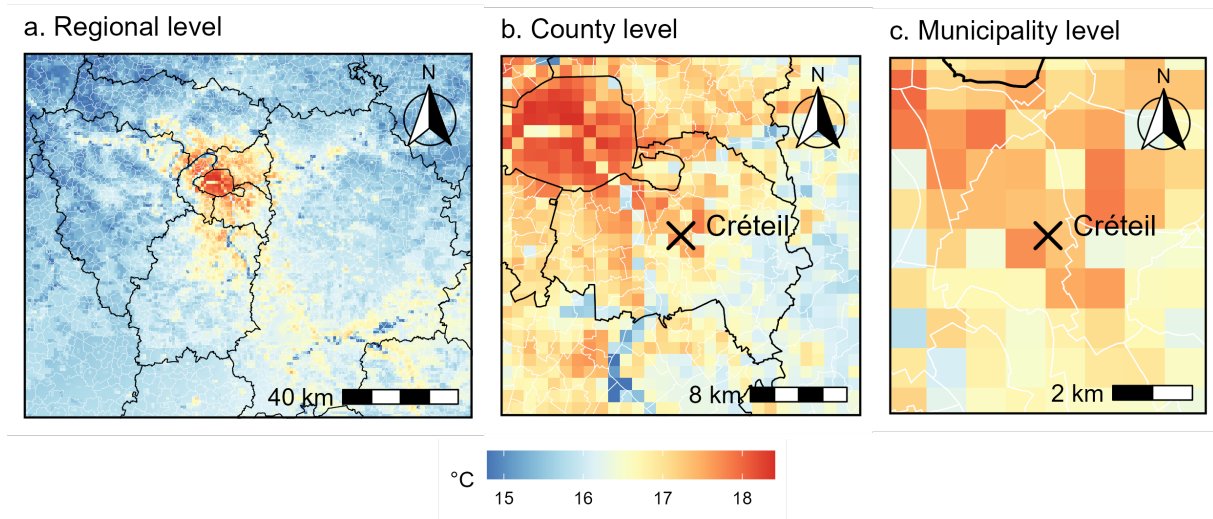 a. Regional level
b. County level
c. Municipality level
N
N
N
Créteil
Créteil
40 km
8 km
2 km
°C
15 16 17 18